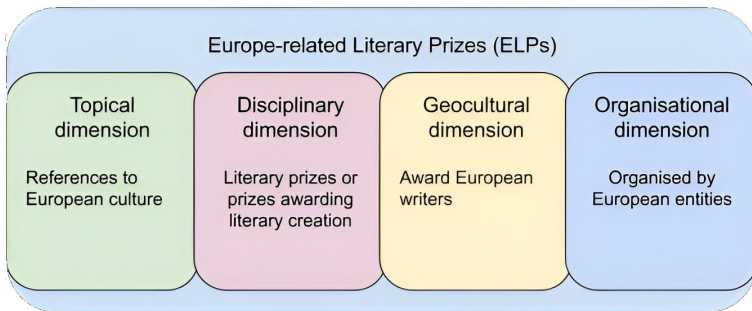 Europe-related Literary Prizes (ELPs)
Topical
dimension
References to
European culture
Disciplinary
dimension
Literary prizes or
prizes awarding
literary creation
Geocultural
dimension
Award European
writers
Organisational
dimension
Organised by
European entities